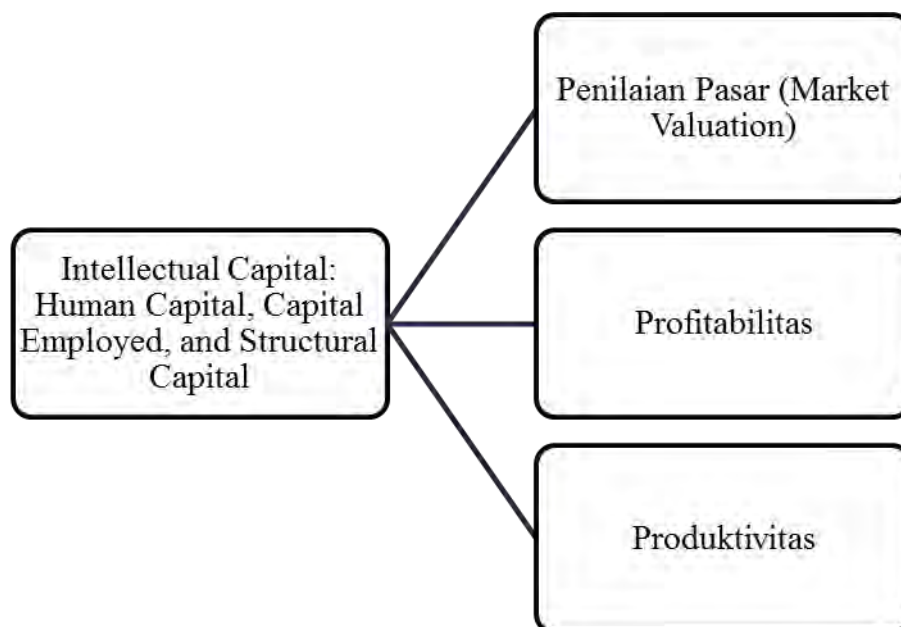 Penilaian Pasar (Market
Valuation)
Intellectual Capital:
Human Capital, Capital
Employed, and Structural
Capital
Profitabilitas
Produktivitas